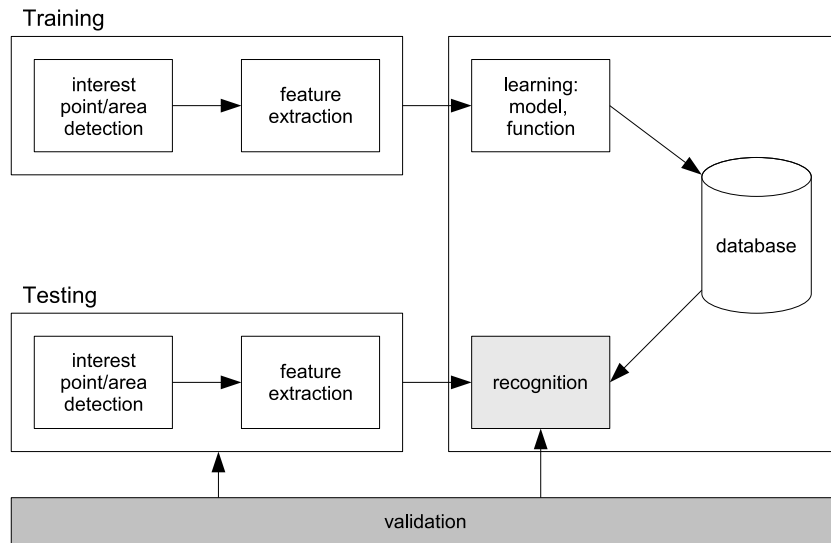 Training
interest
point/area
detection
feature
extraction
learning:
model,
function
database
Testing
interest
point/area
detection
feature
extraction
recognition
validation